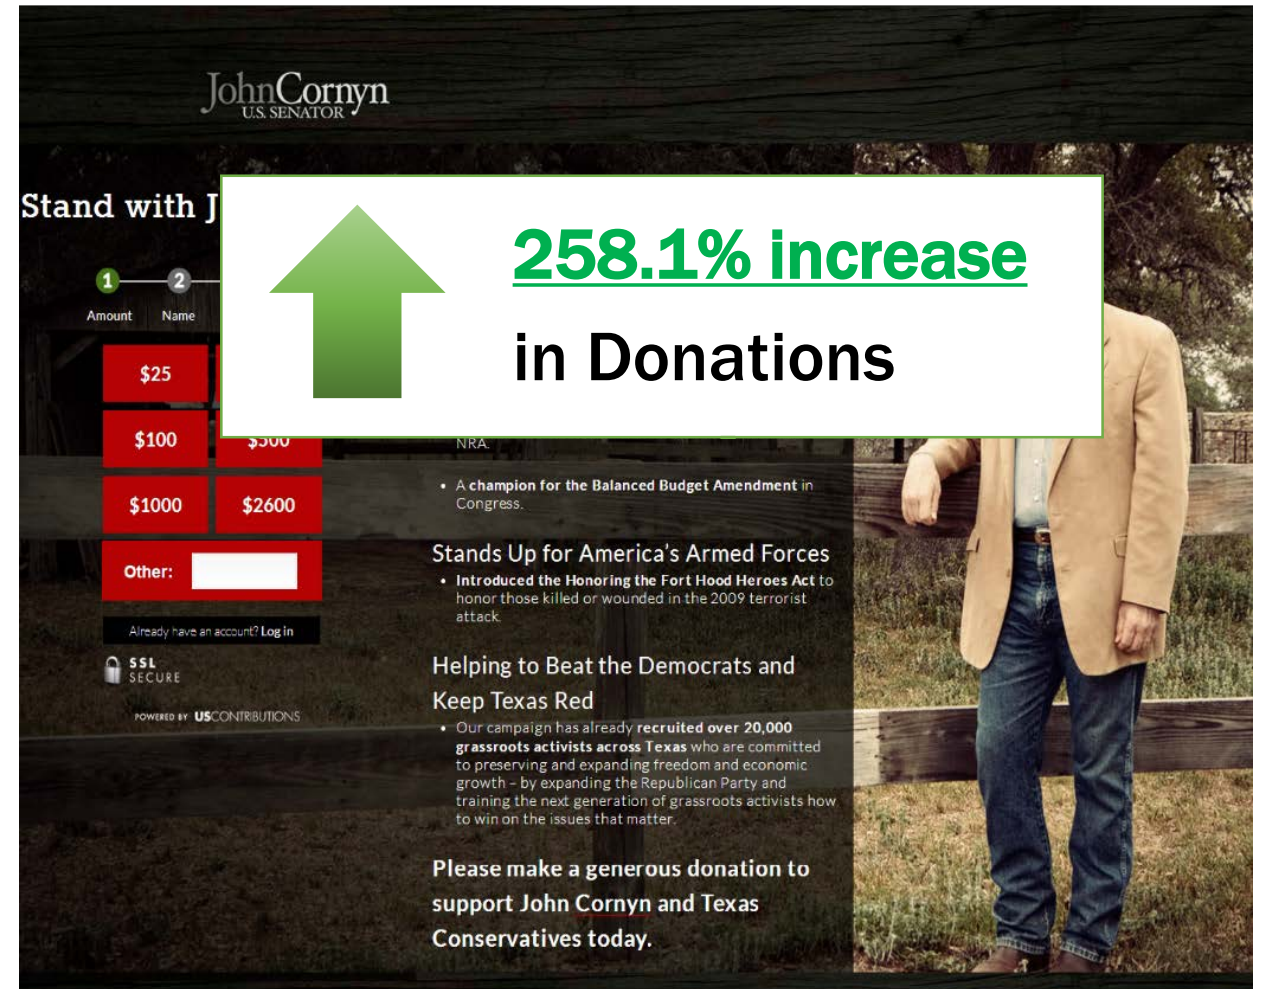 JohnCornyn
U.S. SENATOR
Stand with J
258.1% increase
in Donations
1 2
Amount Name
$25
$100 $500
$1000 $2600
Other:
Already have an account? Log in
SSL
SECURE
POWERED BY USCONTRIBUTIONS
NRA.
• A champion for the Balanced Budget Amendment in
Congress.
Stands Up for America's Armed Forces
• Introduced the Honoring the Fort Hood Heroes Act to
honor those killed or wounded in the 2009 terrorist
attack.
Helping to Beat the Democrats and
Keep Texas Red
• Our campaign has already recruited over 20,000
grassroots activists across Texas who are committed
to preserving and expanding freedom and economic
growth – by expanding the Republican Party and
training the next generation of grassroots activists how
to win on the issues that matter.
Please make a generous donation to
support John Cornyn and Texas
Conservatives today.